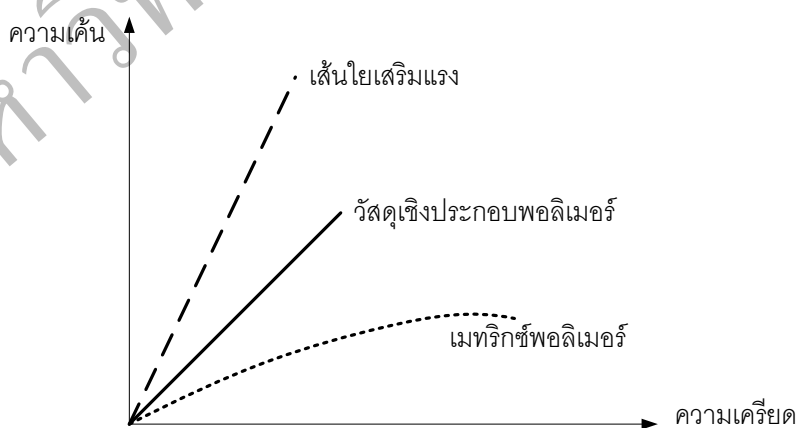 ความเค้น
เส้นใยเสริมแรง
วัสดุเชิงประกอบพอลิเมอร์
เมทริกซ์พอลิเมอร์
ความเครียด